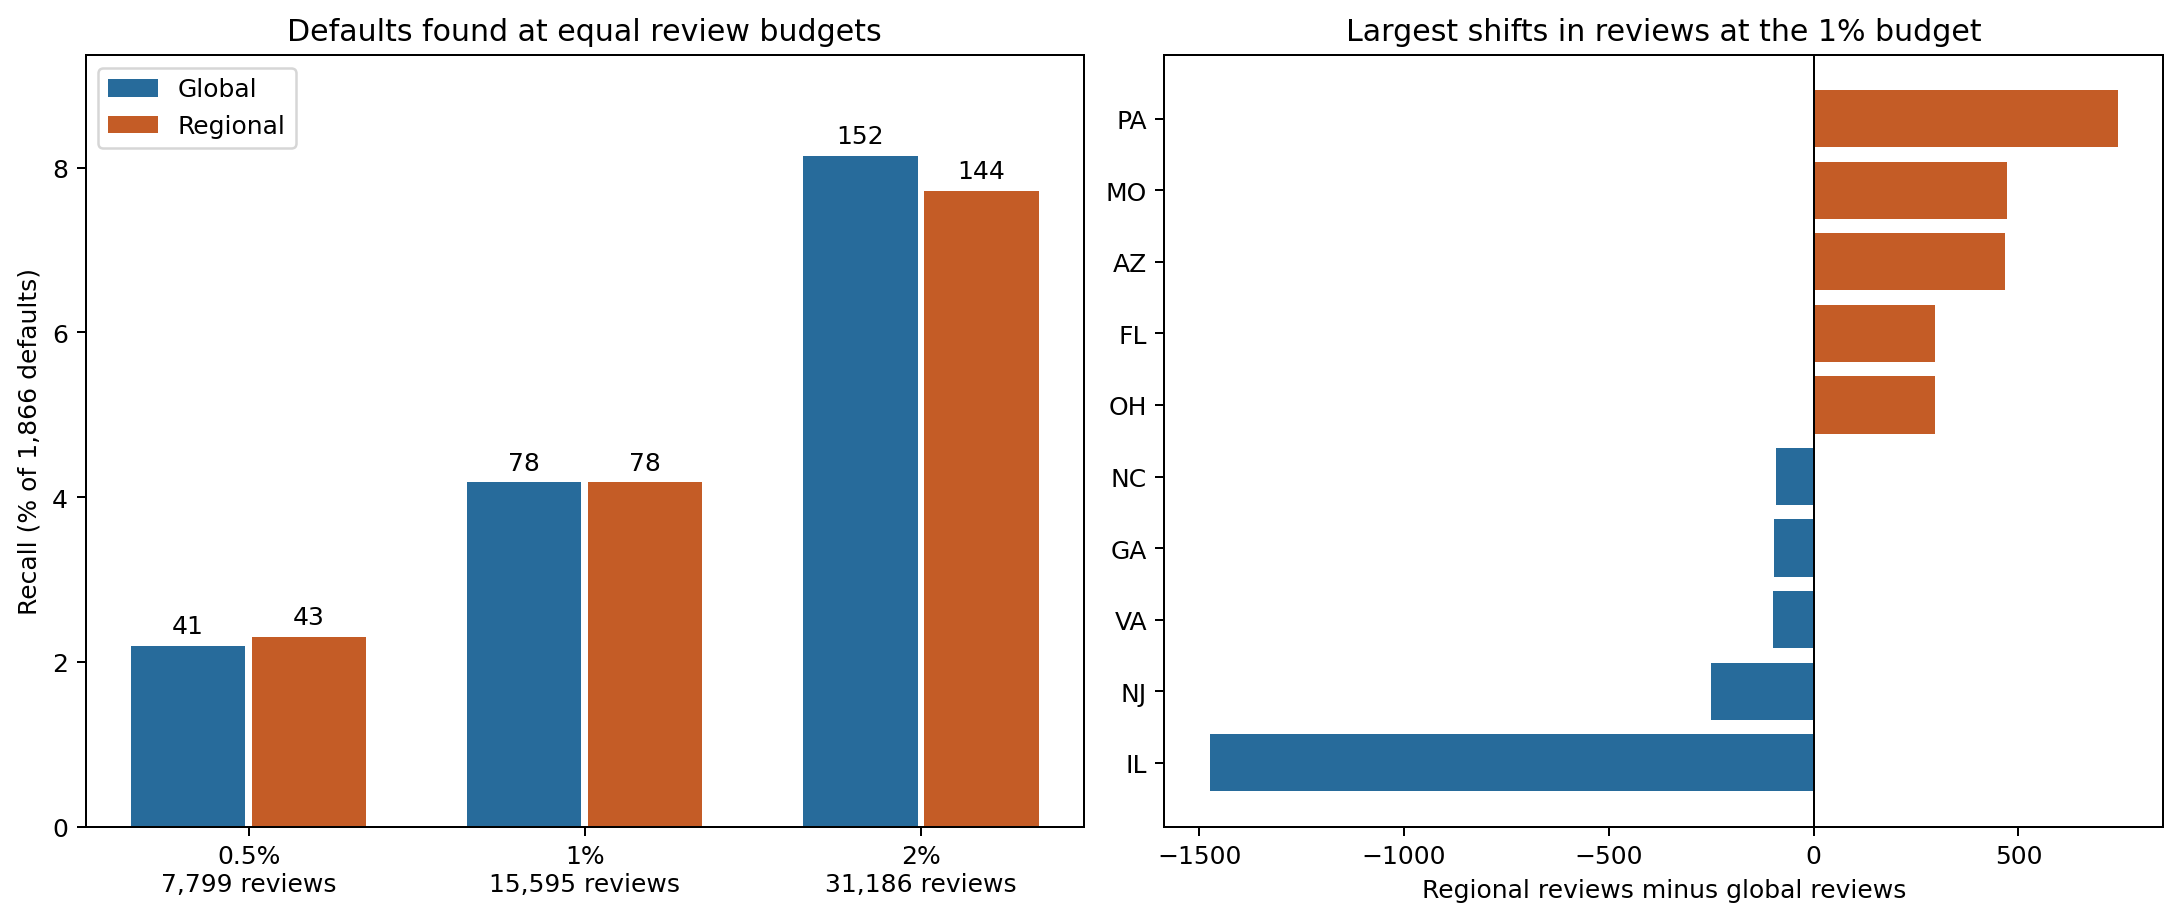 Defaults found at equal review budgets
Global
Regional
Recall (% of 1,866 defaults)
8
6
4
2
0
41
43
78
78
152
144
0.5%
7,799 reviews
1%
15,595 reviews
2%
31,186 reviews
Largest shifts in reviews at the 1% budget
PA
MO
AZ
FL
OH
NC
GA
VA
NJ
IL
−1500
−1000
−500
0
500
Regional reviews minus global reviews